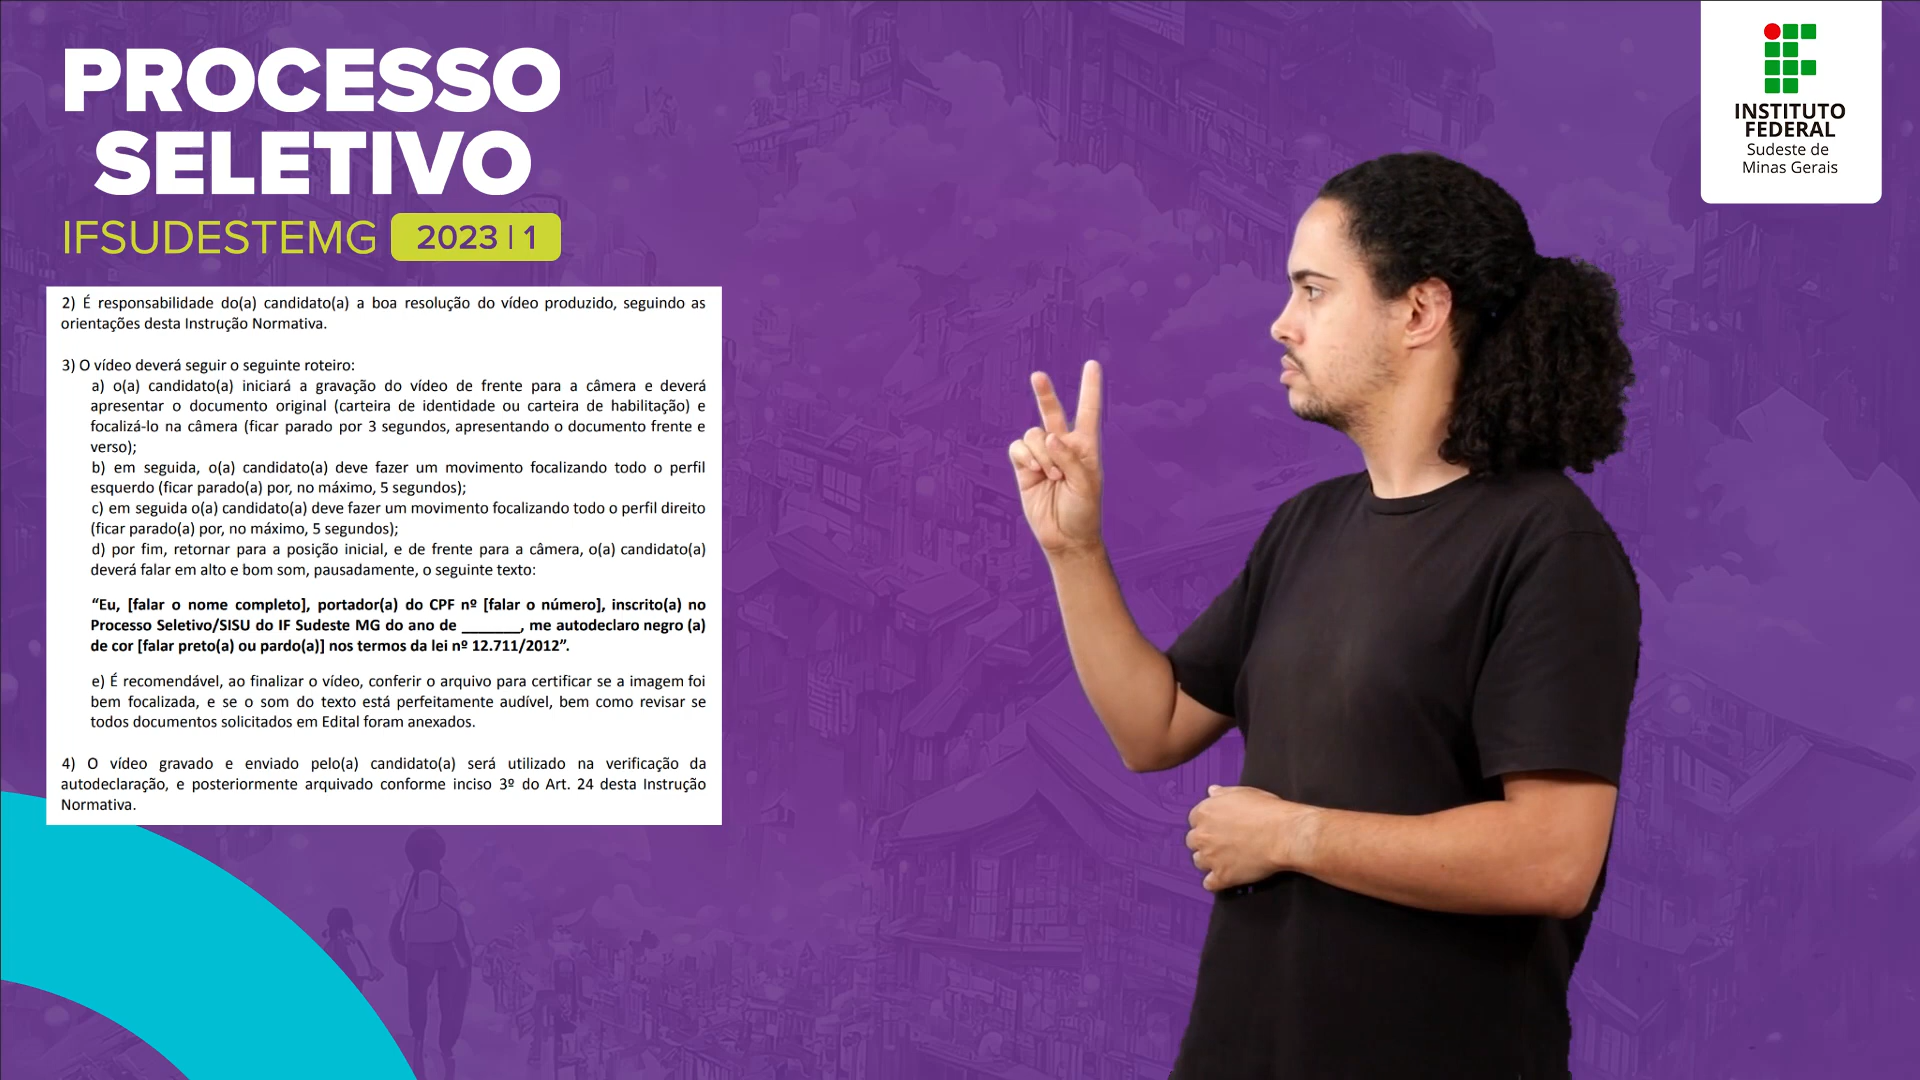 PROCESSO
SELETIVO
IFSUDESTEMG 2023 | 1
INSTITUTO
FEDERAL
Sudeste de
Minas Gerais
2) É responsabilidade do(a) candidato(a) a boa resolução do vídeo produzido, seguindo as
orientações desta Instrução Normativa.
3) O vídeo deverá seguir o seguinte roteiro:
a) o(a) candidato(a) iniciará a gravação do vídeo de frente para a câmera e deverá
apresentar o documento original (carteira de identidade ou carteira de habilitação) e
focalizá-lo na câmera (ficar parado por 3 segundos, apresentando o documento frente e
verso);
b) em seguida, o(a) candidato(a) deve fazer um movimento focalizando todo o perfil
esquerdo (ficar parado(a) por, no máximo, 5 segundos);
c) em seguida o(a) candidato(a) deve fazer um movimento focalizando todo o perfil direito
(ficar parado(a) por, no máximo, 5 segundos);
d) por fim, retornar para a posição inicial, e de frente para a câmera, o(a) candidato(a)
deverá falar em alto e bom som, pausadamente, o seguinte texto:
“Eu, [falar o nome completo], portador(a) do CPF nº [falar o número], inscrito(a) no
Processo Seletivo/SISU do IF Sudeste MG do ano de _______, me autodeclaro negro (a)
de cor [falar preto(a) ou pardo(a)] nos termos da lei nº 12.711/2012”.
e) É recomendável, ao finalizar o vídeo, conferir o arquivo para certificar se a imagem foi
bem focalizada, e se o som do texto está perfeitamente audível, bem como revisar se
todos documentos solicitados em Edital foram anexados.
4) O vídeo gravado e enviado pelo(a) candidato(a) será utilizado na verificação da
autodeclaração, e posteriormente arquivado conforme inciso 3º do Art. 24 desta Instrução
Normativa.